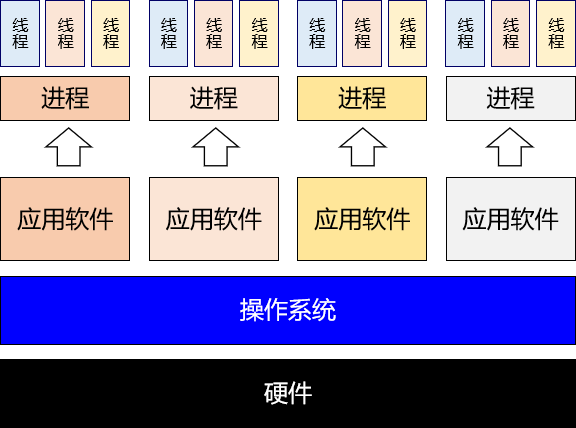 线程 线程 线程 线程 线程 线程 线程 线程 线程 线程 线程 线程
进程 进程 进程 进程
应用软件 应用软件 应用软件 应用软件
操作系统
硬件